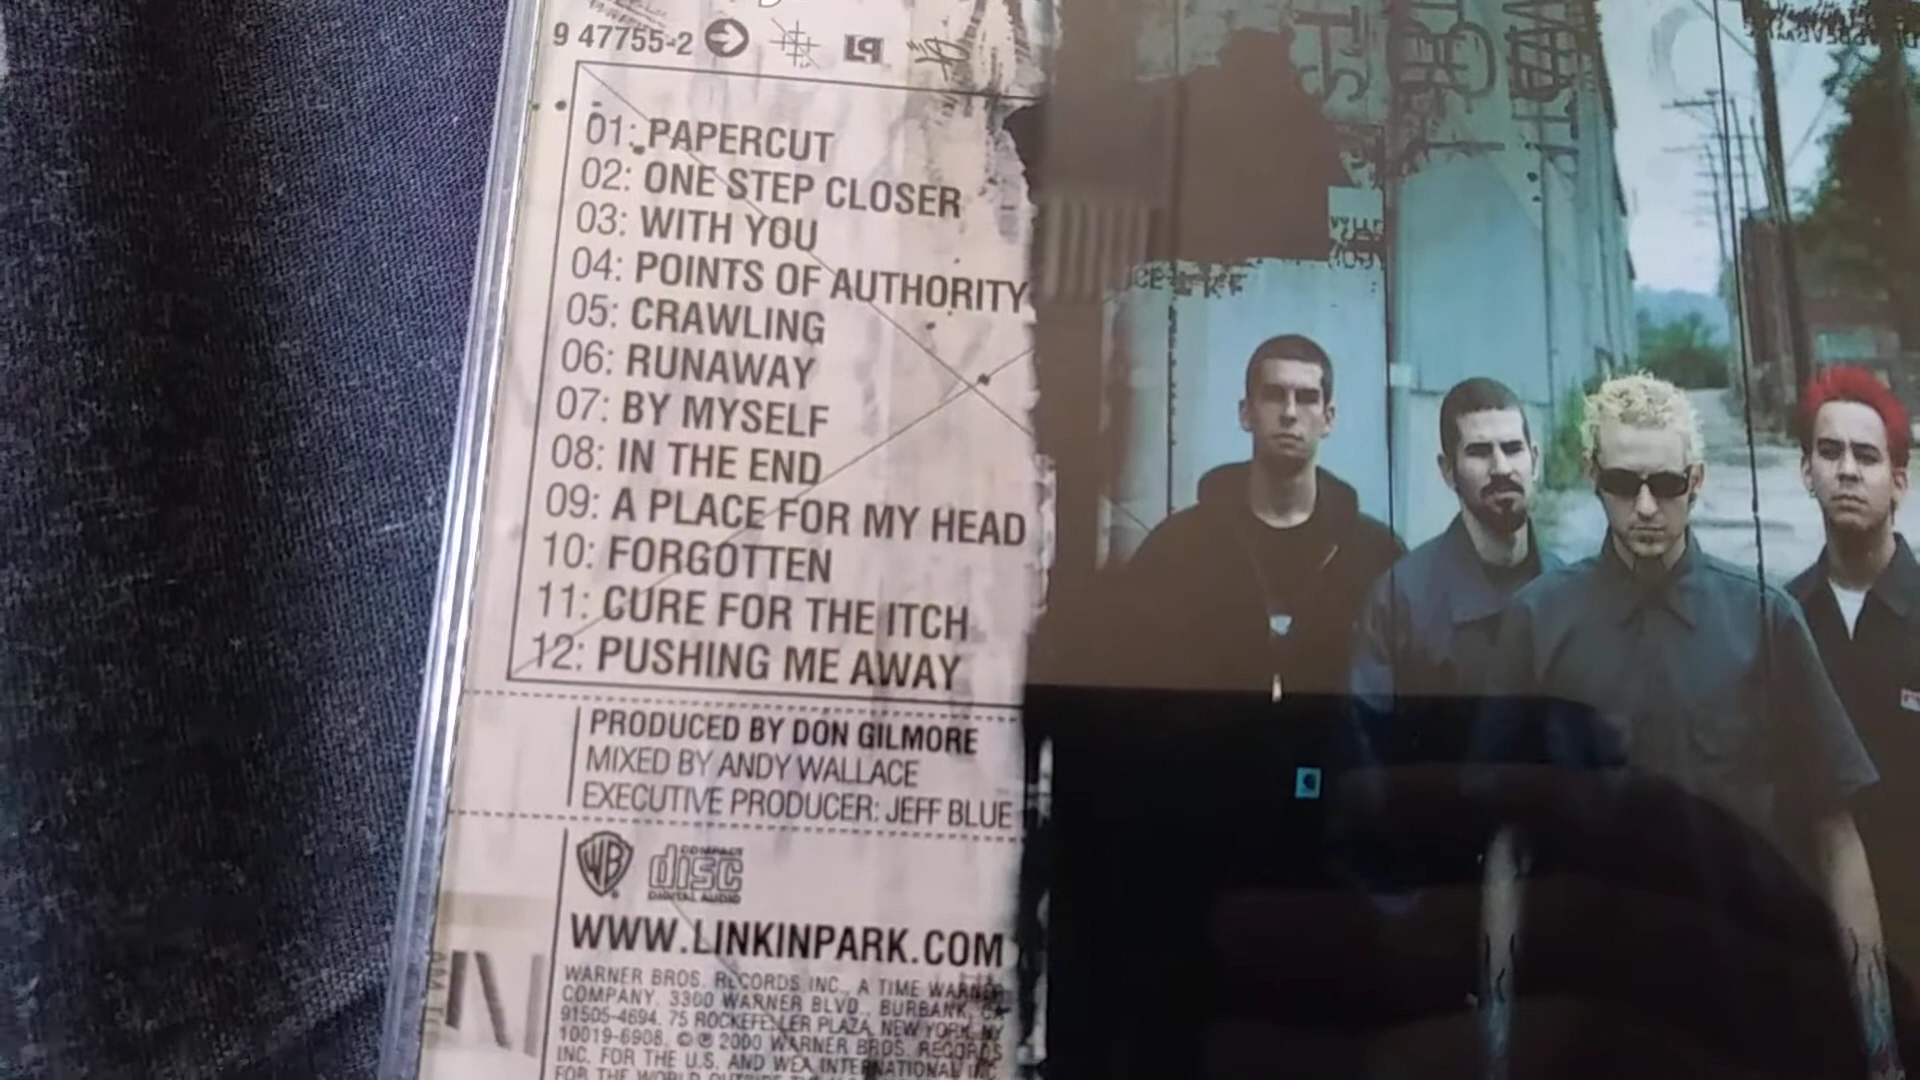 9 47755-2
LP
01: PAPERCUT
02: ONE STEP CLOSER
03: WITH YOU
04: POINTS OF AUTHORITY
05: CRAWLING
06: RUNAWAY
07: BY MYSELF
08: IN THE END
09: A PLACE FOR MY HEAD
10: FORGOTTEN
11: CURE FOR THE ITCH
12: PUSHING ME AWAY
PRODUCED BY DON GILMORE
MIXED BY ANDY WALLACE
EXECUTIVE PRODUCER: JEFF BLUE
WB
COMPACT
disc
DIGITAL AUDIO
WWW.LINKINPARK.COM
WARNER BROS. RECORDS INC., A TIME WARNER
COMPANY. 3300 WARNER BLVD., BURBANK, CA
91505-4694. 75 ROCKEFELLER PLAZA, NEW YORK, NY
10019-6908. © ℗ 2000 WARNER BROS. RECORDS
INC. FOR THE U.S. AND WEA INTERNATIONAL INC.
FOR THE WORLD OUTSIDE